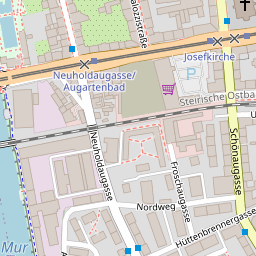 alozzistraße
Josefkirche
Neuholdaugasse/
Augartenbad
P
Steirische Ostba
U
Neuholdaugasse
Schönaugasse
Froschaugasse
Nordweg
Hüttenbrennergasse
Mur
A